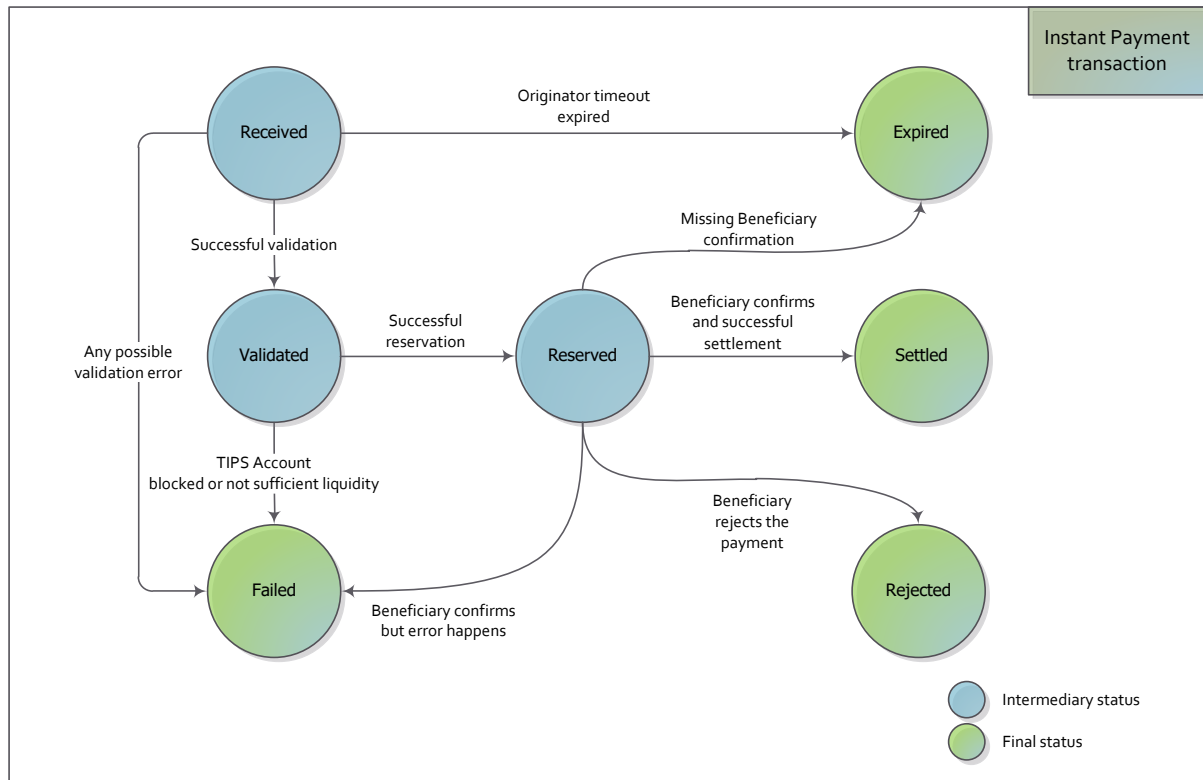 Instant Payment
transaction
Received
Originator timeout
expired
Expired
Successful validation
Missing Beneficiary
confirmation
Any possible
validation error
Validated
Successful
reservation
Reserved
Beneficiary confirms
and successful
settlement
Settled
TIPS Account
blocked or not sufficient liquidity
Beneficiary
rejects the
payment
Failed
Beneficiary confirms
but error happens
Rejected
Intermediary status
Final status